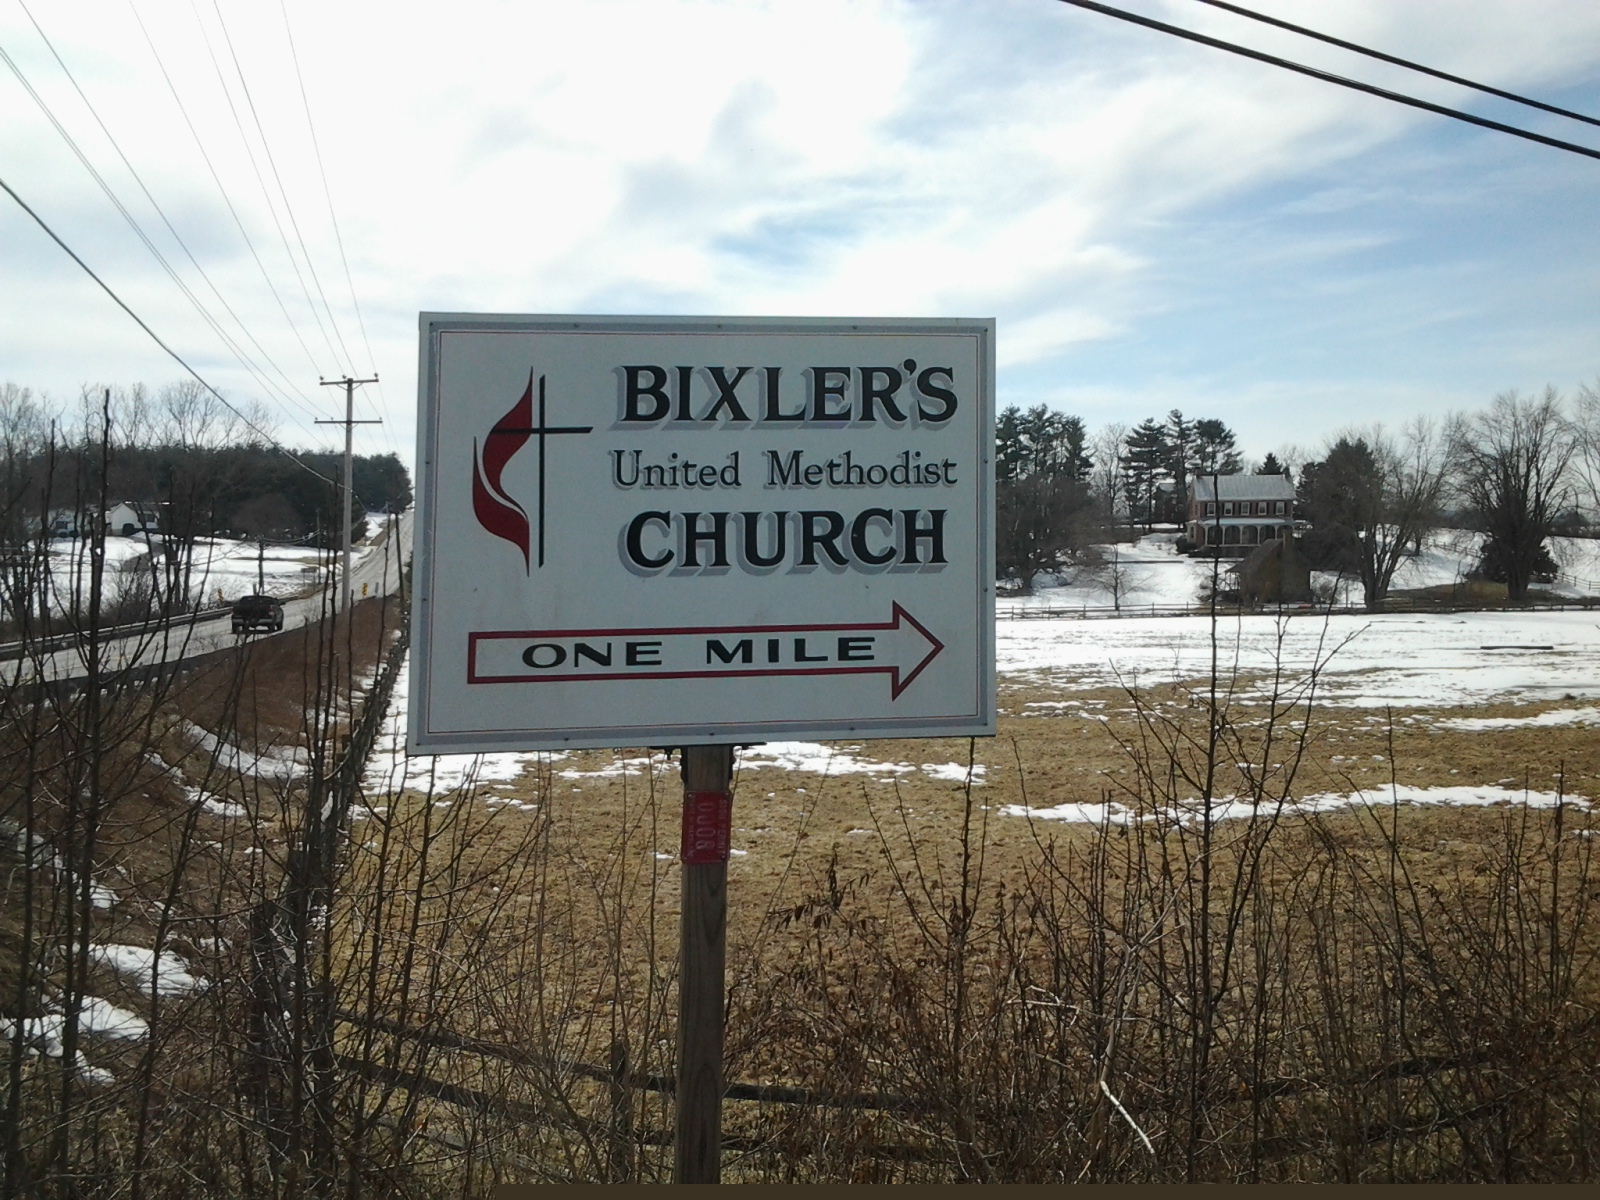 BIXLER'S
United Methodist
CHURCH
ONE MILE